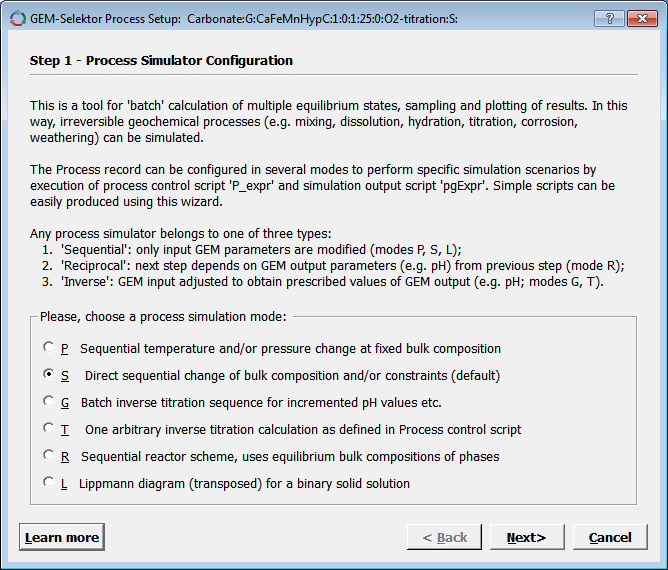 GEM-Selektor Process Setup: Carbonate:G:CaFeMnHypC:1:0:1:25:0:O2-titration:S:
Step 1 - Process Simulator Configuration
This is a tool for 'batch' calculation of multiple equilibrium states, sampling and plotting of results. In this
way, irreversible geochemical processes (e.g. mixing, dissolution, hydration, titration, corrosion,
weathering) can be simulated.
The Process record can be configured in several modes to perform specific simulation scenarios by
execution of process control script 'P_expr' and simulation output script 'pgExpr'. Simple scripts can be
easily produced using this wizard.
Any process simulator belongs to one of three types:
1. 'Sequential': only input GEM parameters are modified (modes P, S, L);
2. 'Reciprocal': next step depends on GEM output parameters (e.g. pH) from previous step (mode R);
3. 'Inverse': GEM input adjusted to obtain prescribed values of GEM output (e.g. pH; modes G, T).
Please, choose a process simulation mode:
P Sequential temperature and/or pressure change at fixed bulk composition
S Direct sequential change of bulk composition and/or constraints (default)
G Batch inverse titration sequence for incremented pH values etc.
T One arbitrary inverse titration calculation as defined in Process control script
R Sequential reactor scheme, uses equilibrium bulk compositions of phases
L Lippmann diagram (transposed) for a binary solid solution
Learn more
< Back
Next>
Cancel